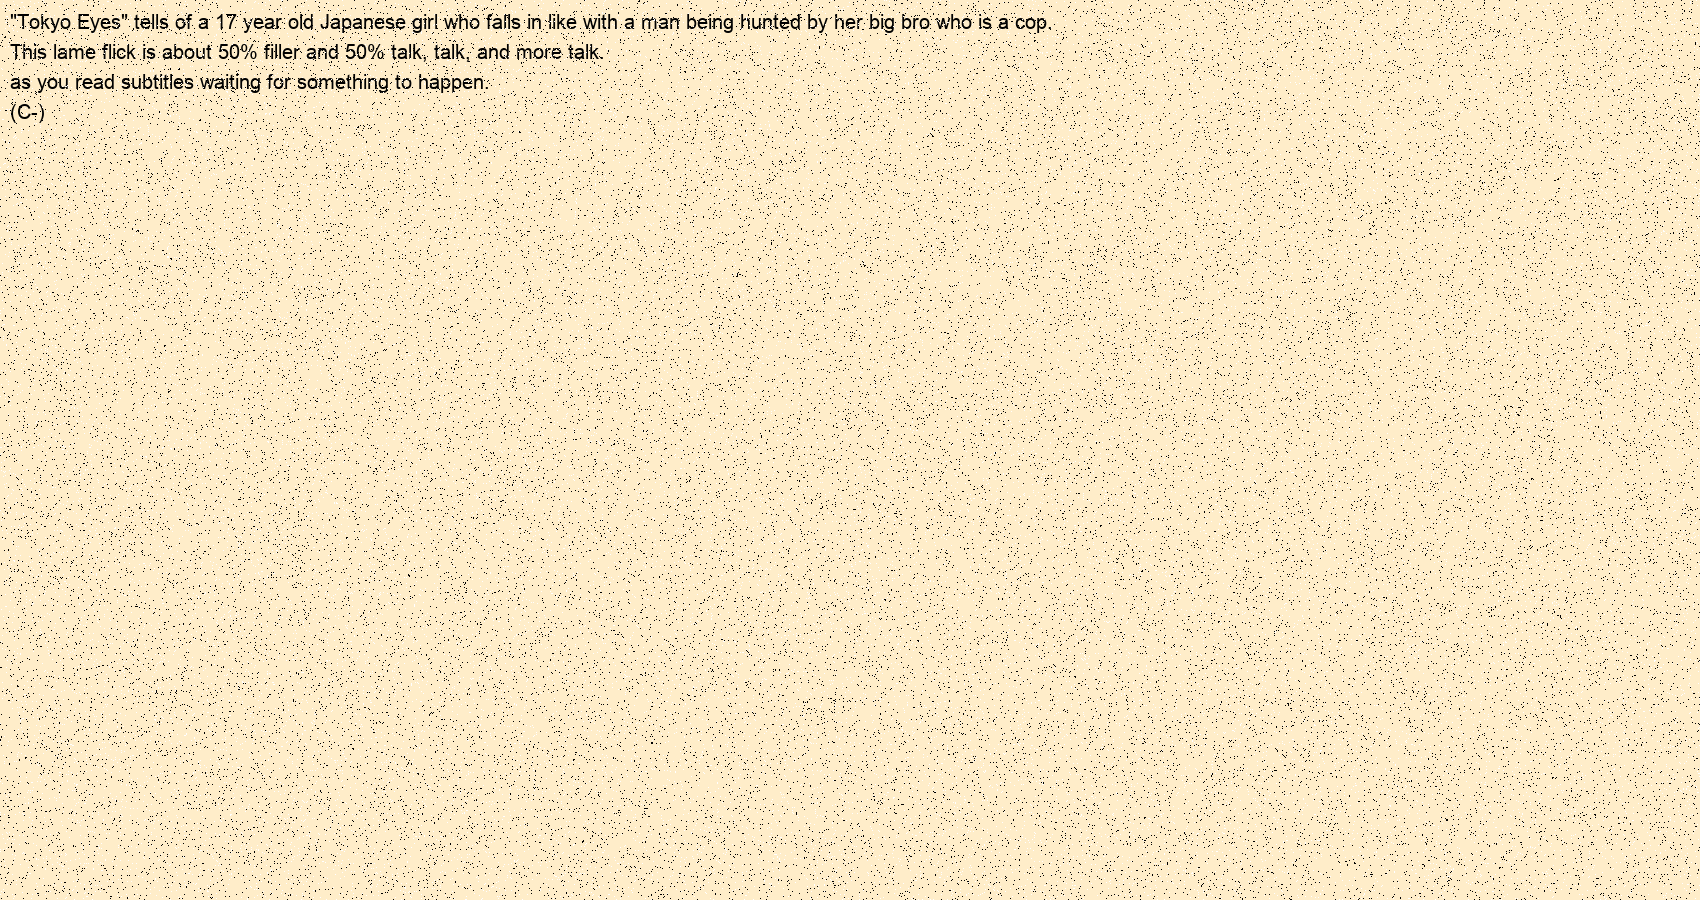 "Tokyo Eyes" tells of a 17 year old Japanese girl who falls in like with a man being hunted by her big bro who is a cop.
This lame flick is about 50% filler and 50% talk, talk, and more talk.
as you read subtitles waiting for something to happen.
(C-)